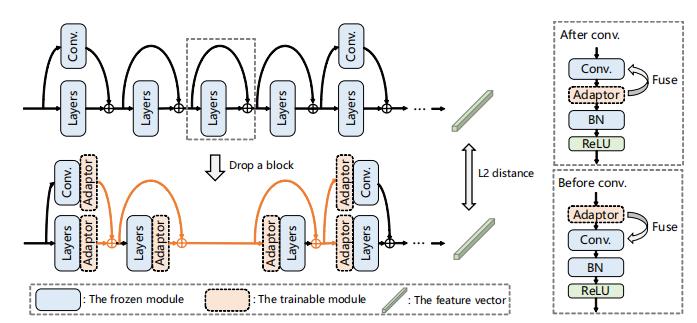 Conv.
Conv.
Layers
Layers
Layers
Layers
Layers
...
Drop a block
L2 distance
Conv.
Adaptor
Adaptor
Conv.
Layers
Adaptor
Layers
Adaptor
Adaptor
Layers
Adaptor
Layers
...
: The frozen module
: The trainable module
: The feature vector
After conv.
Conv.
Adaptor
Fuse
BN
ReLU
Before conv.
Adaptor
Fuse
Conv.
BN
ReLU